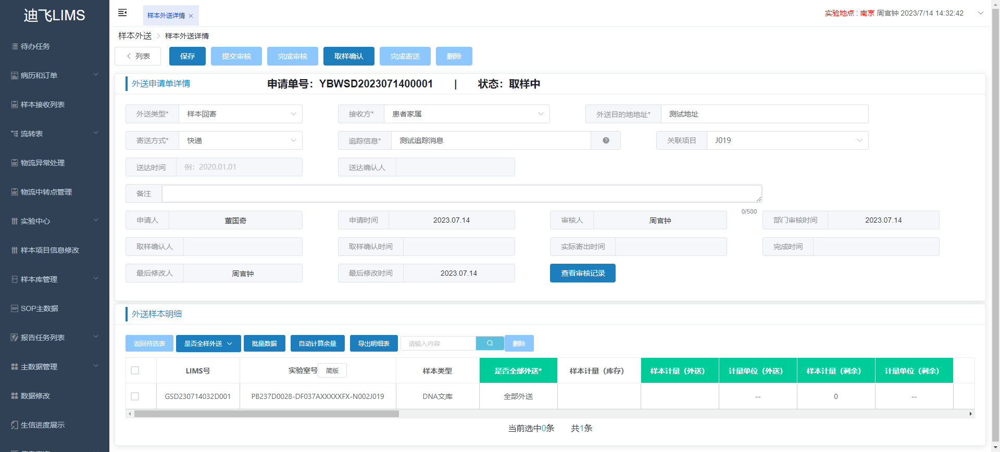 迪飞LIMS
样本外送详情
实验地点 : 南京 周官钟 2023/7/14 14:32:42
样本外送 > 样本外送详情
待办任务
病历和订单
样本接收列表
流转表
物流异常处理
物流中转点管理
实验中心
样本项目信息修改
样本库管理
SOP主数据
报告任务列表
主数据管理
数据修改
生信进度展示
列表 保存 提交审核 完成审核 取样确认 完成寄送 删除
外送申请单详情 申请单号：YBWSD2023071400001 | 状态：取样中
外送类型* 样本回寄 接收方* 患者家属 外送目的地地址* 测试地址
寄送方式* 快递 追踪信息* 测试追踪消息 关联项目 J019
送达时间 例：2020.01.01 送达确认人
备注
0/500
申请人 董国奇 申请时间 2023.07.14 审核人 周官钟 部门审核时间 2023.07.14
取样确认人 取样确认时间 实际寄出时间 完成时间
最后修改人 周官钟 最后修改时间 2023.07.14 查看审核记录
外送样本明细
返回待选表 是否全样外送 批量数据 自动计算余量 导出明细表 请输入内容 删除
LIMS号 实验室号 简版 样本类型 是否全部外送* 样本计量（库存） 样本计量（外送） 计量单位（外送） 样本计量（剩余） 计量单位（剩余）
GSD230714032D001 PB237D0028-DF037AXXXXXFX-N002J019 DNA文库 全部外送 -- 0 --
当前选中0条 共1条